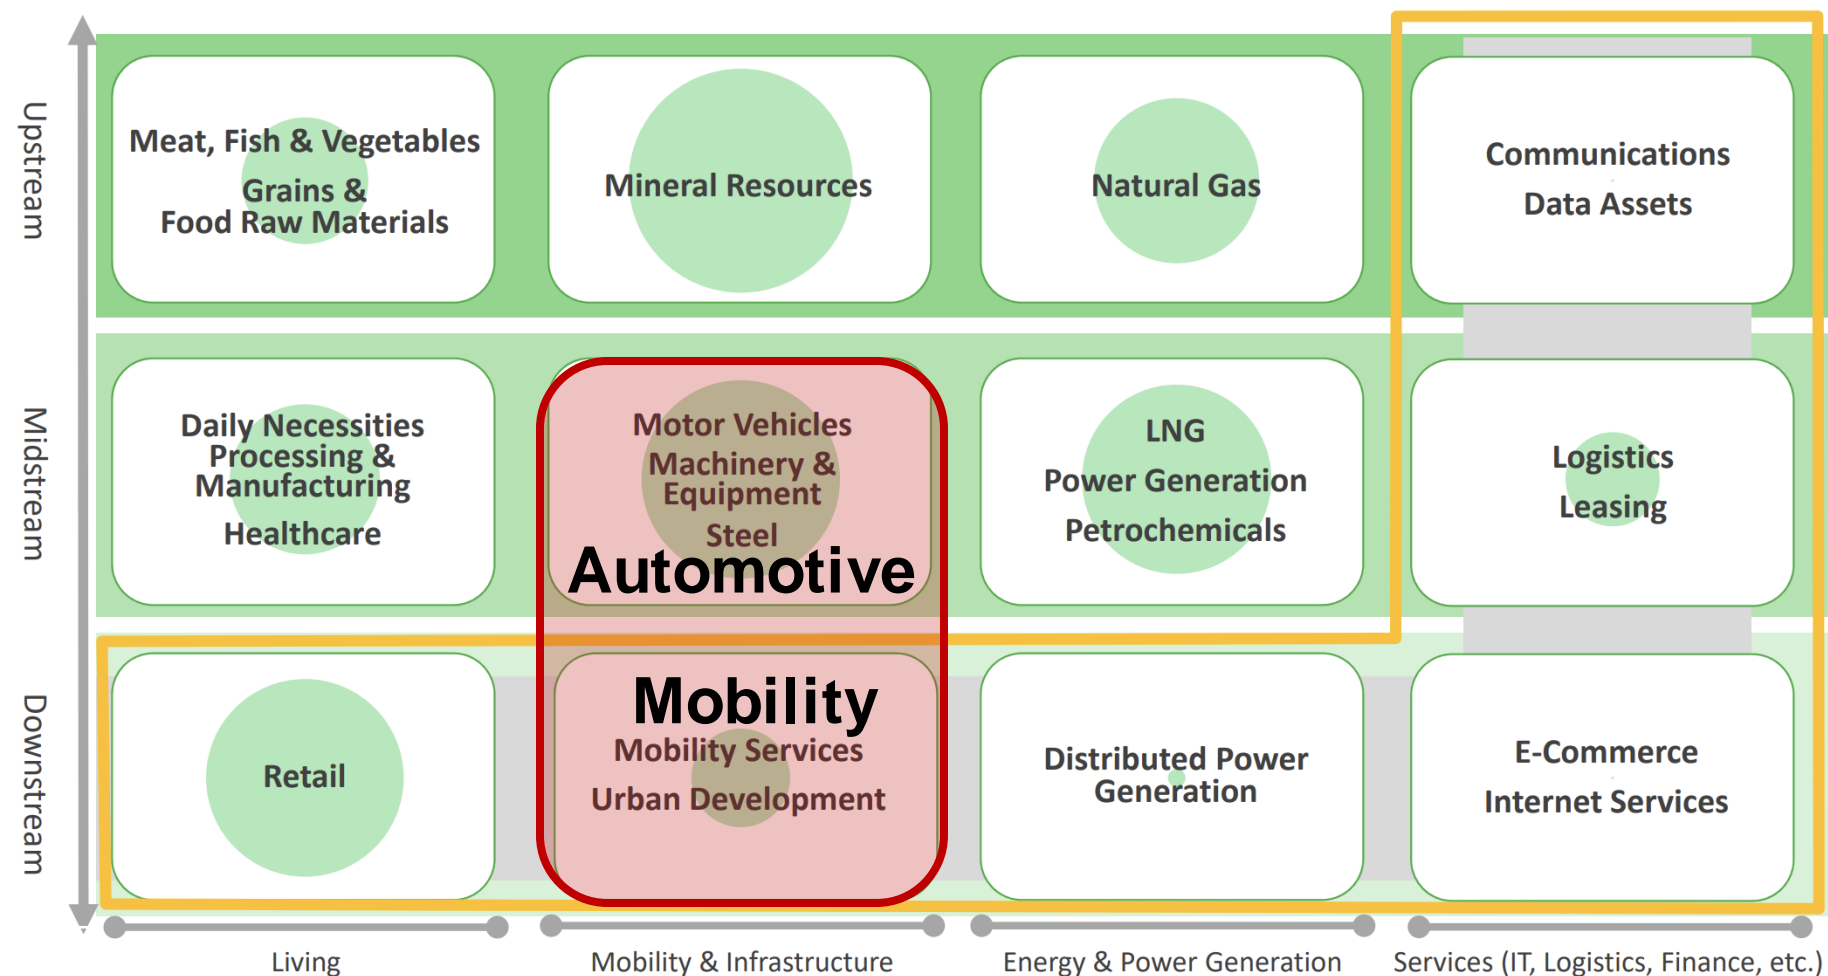 Upstream
Meat, Fish & Vegetables
Grains &
Food Raw Materials
Mineral Resources
Natural Gas
Communications
Data Assets
Midstream
Daily Necessities
Processing &
Manufacturing
Healthcare
Motor Vehicles
Machinery &
Equipment
Steel
Automotive
LNG
Power Generation
Petrochemicals
Logistics
Leasing
Downstream
Retail
Mobility
Mobility Services
Urban Development
Distributed Power
Generation
E-Commerce
Internet Services
Living
Mobility & Infrastructure
Energy & Power Generation
Services (IT, Logistics, Finance, etc.)